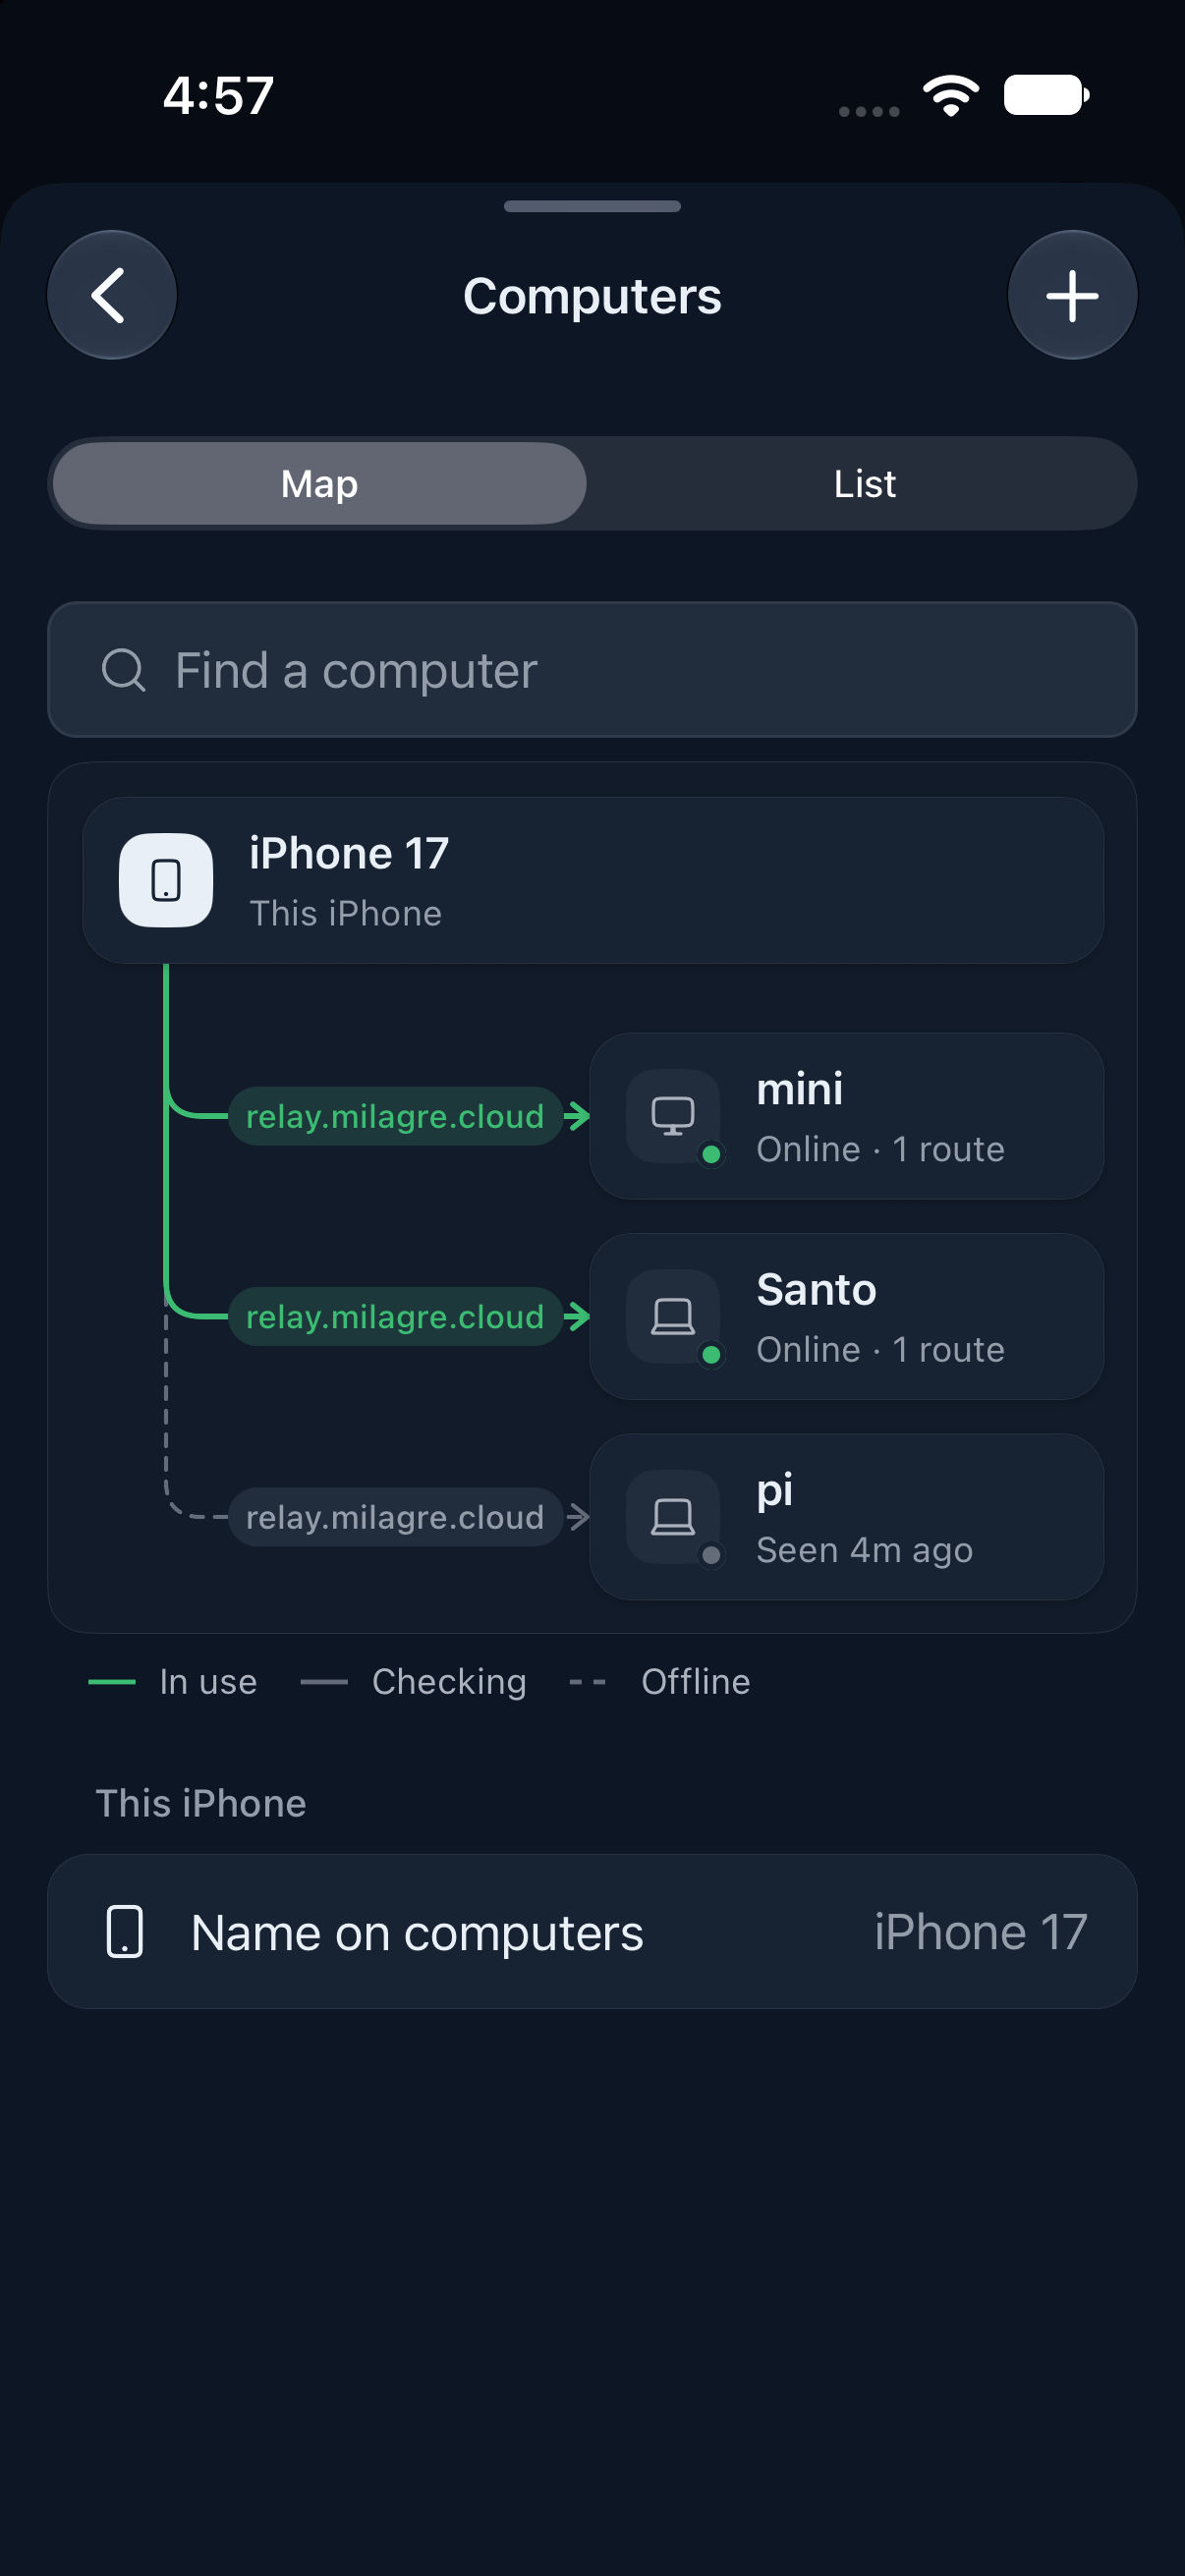 4:57
Computers
Map
List
Find a computer
iPhone 17
This iPhone
relay.milagre.cloud
mini
Online · 1 route
relay.milagre.cloud
Santo
Online · 1 route
relay.milagre.cloud
pi
Seen 4m ago
In use
Checking
Offline
This iPhone
Name on computers
iPhone 17